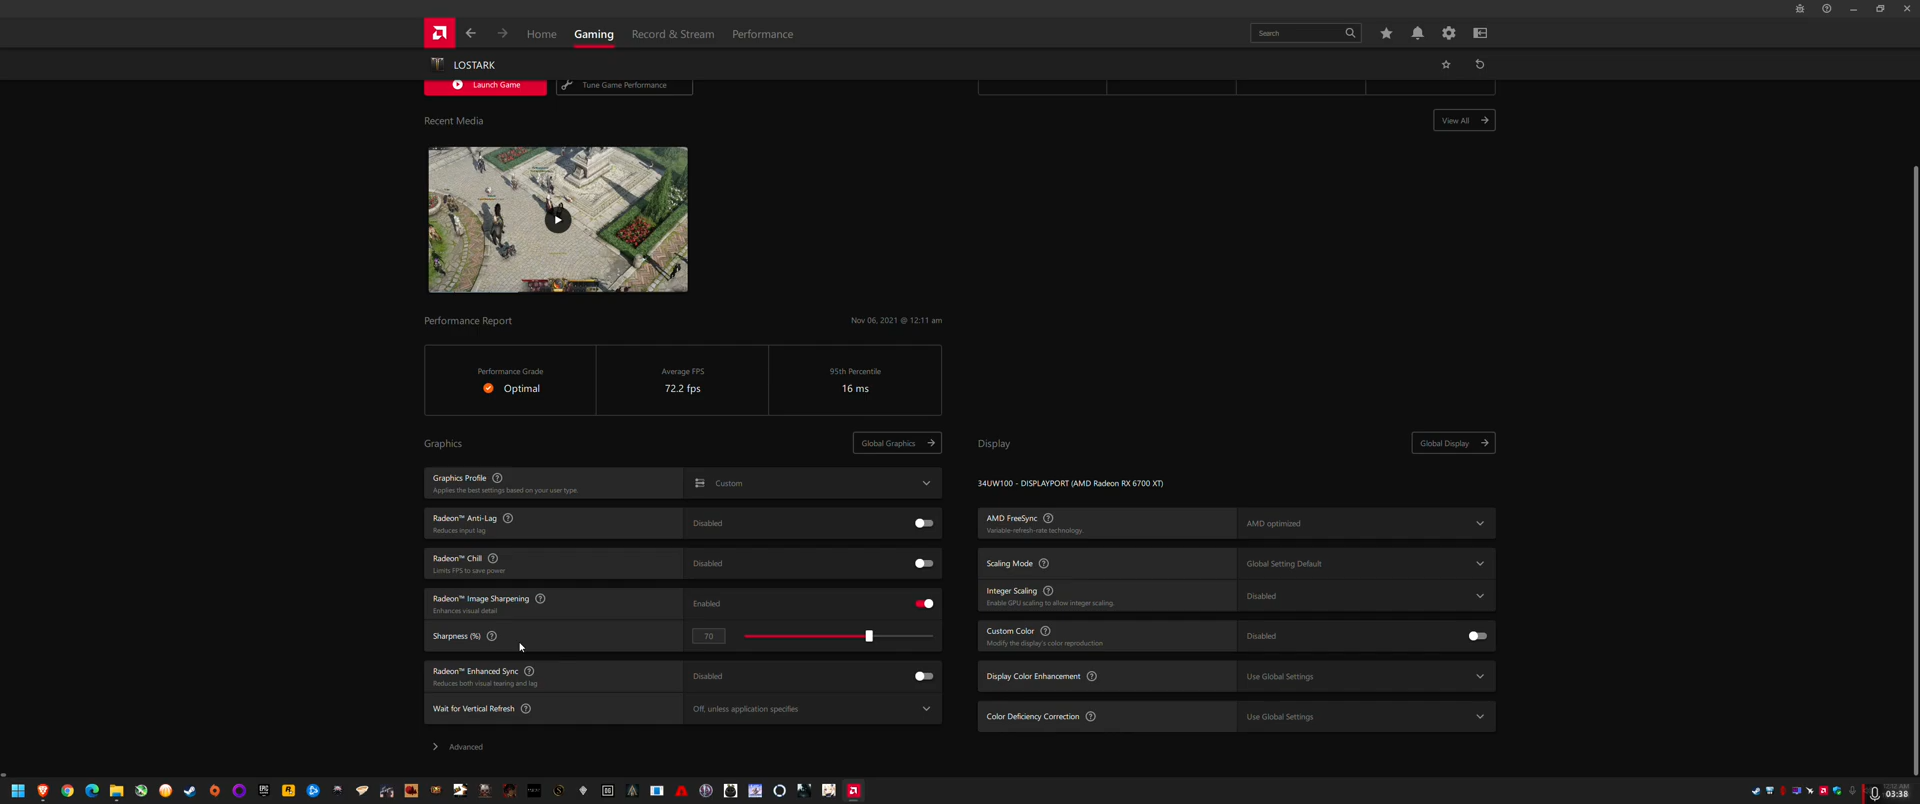 Home
Gaming
Record & Stream
Performance
Search
LOSTARK
Launch Game
Tune Game Performance
Recent Media
View All
Performance Report
Nov 06, 2021 @ 12:11 am
Performance Grade
Optimal
Average FPS
72.2 fps
95th Percentile
16 ms
Graphics
Global Graphics
Graphics Profile
Applies the best settings based on your user type.
Custom
Radeon™ Anti-Lag
Reduces input lag
Disabled
Radeon™ Chill
Limits FPS to save power
Disabled
Radeon™ Image Sharpening
Enhances visual detail
Enabled
Sharpness (%)
70
Radeon™ Enhanced Sync
Reduces both visual tearing and lag
Disabled
Wait for Vertical Refresh
Off, unless application specifies
Advanced
Display
Global Display
34UW100 - DISPLAYPORT (AMD Radeon RX 6700 XT)
AMD FreeSync
Variable-refresh-rate technology.
AMD optimized
Scaling Mode
Global Setting Default
Integer Scaling
Enable GPU scaling to allow integer scaling.
Disabled
Custom Color
Modify the display's color reproduction
Disabled
Display Color Enhancement
Use Global Settings
Color Deficiency Correction
Use Global Settings
03:38